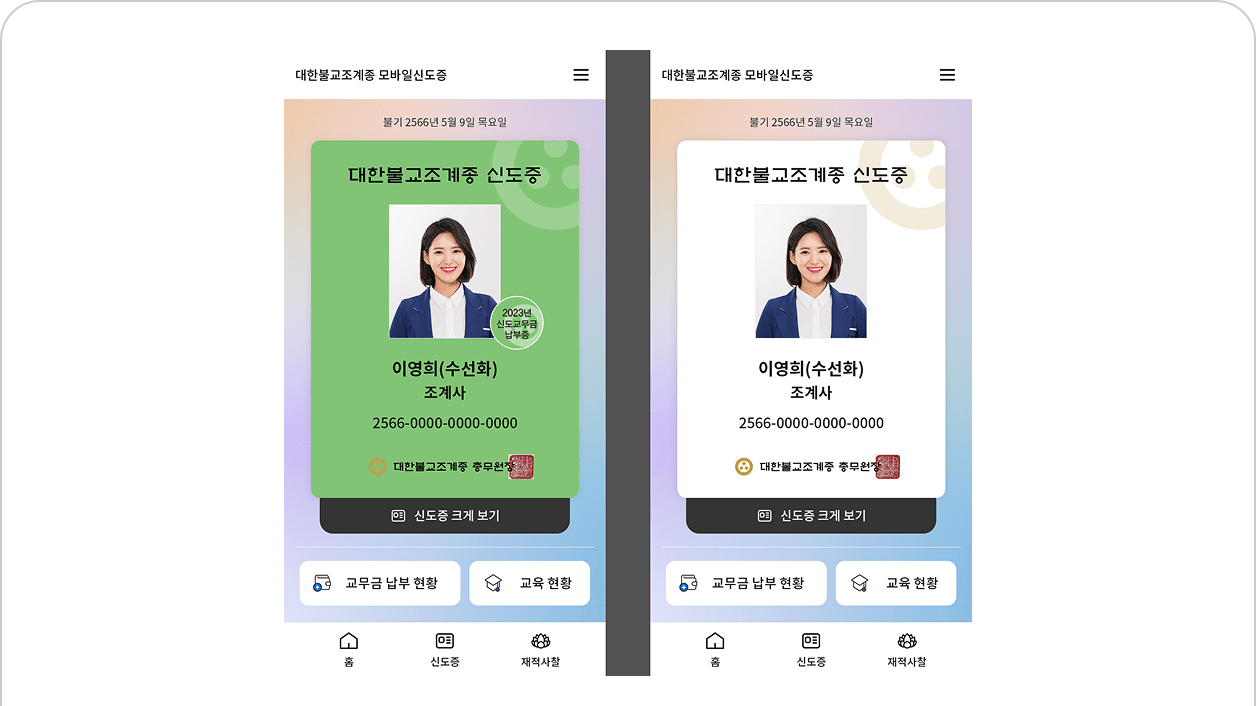 대한불교조계종 모바일신도증
불기 2566년 5월 9일 목요일
대한불교조계종 신도증
2023년
신도교무금
납부증
이영희(수선화)
조계사
2566-0000-0000-0000
대한불교조계종 총무원장
신도증 크게 보기
교무금 납부 현황
교육 현황
홈
신도증
재적사찰
대한불교조계종 모바일신도증
불기 2566년 5월 9일 목요일
대한불교조계종 신도증
이영희(수선화)
조계사
2566-0000-0000-0000
대한불교조계종 총무원장
신도증 크게 보기
교무금 납부 현황
교육 현황
홈
신도증
재적사찰